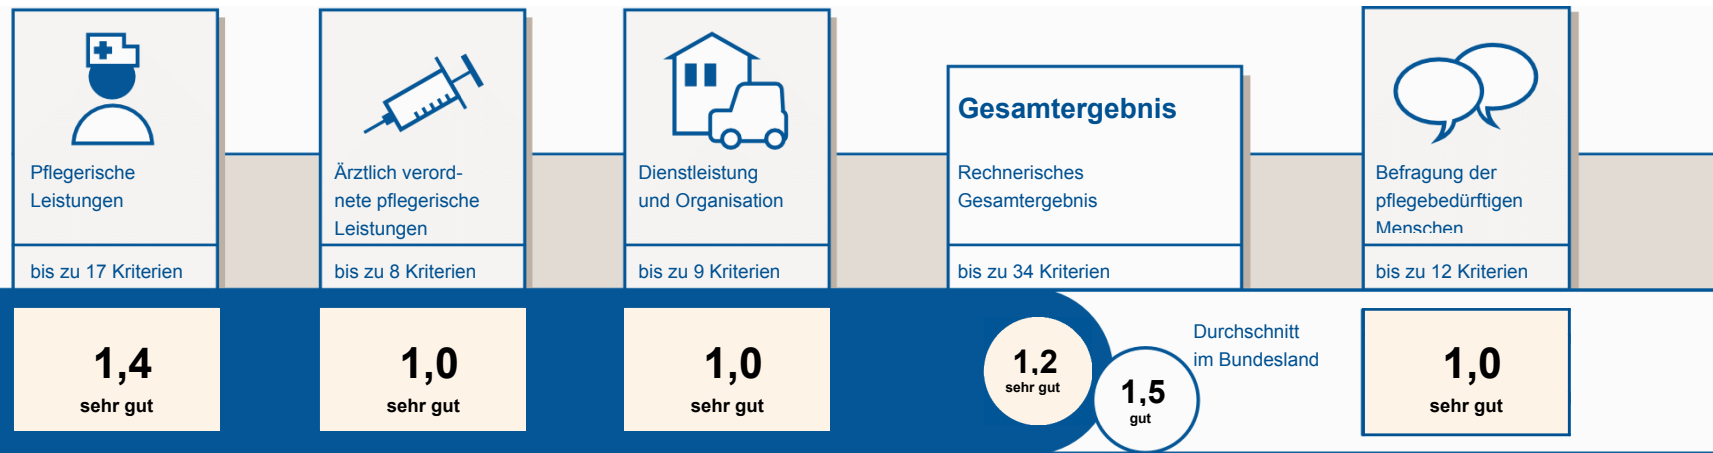 Pflegerische
Leistungen
bis zu 17 Kriterien
1,4
sehr gut
Ärztlich verord-
nete pflegerische
Leistungen
bis zu 8 Kriterien
1,0
sehr gut
Dienstleistung
und Organisation
bis zu 9 Kriterien
1,0
sehr gut
Gesamtergebnis
Rechnerisches
Gesamtergebnis
bis zu 34 Kriterien
1,2
sehr gut
1,5
gut
Durchschnitt
im Bundesland
Befragung der
pflegebedürftigen
Menschen
bis zu 12 Kriterien
1,0
sehr gut